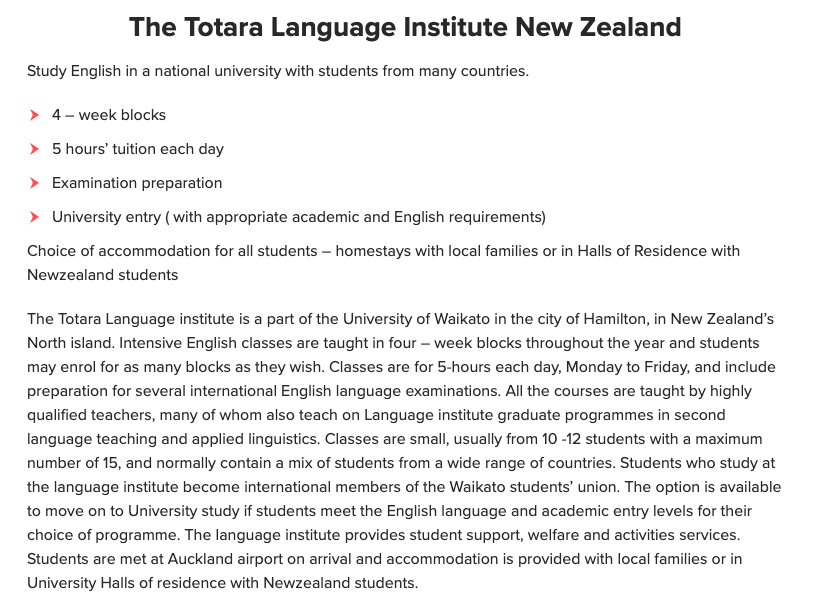 The Totara Language Institute New Zealand
Study English in a national university with students from many countries.
4 – week blocks
5 hours’ tuition each day
Examination preparation
University entry ( with appropriate academic and English requirements)
Choice of accommodation for all students – homestays with local families or in Halls of Residence with
Newzealand students
The Totara Language institute is a part of the University of Waikato in the city of Hamilton, in New Zealand’s
North island. Intensive English classes are taught in four – week blocks throughout the year and students
may enrol for as many blocks as they wish. Classes are for 5-hours each day, Monday to Friday, and include
preparation for several international English language examinations. All the courses are taught by highly
qualified teachers, many of whom also teach on Language institute graduate programmes in second
language teaching and applied linguistics. Classes are small, usually from 10 -12 students with a maximum
number of 15, and normally contain a mix of students from a wide range of countries. Students who study at
the language institute become international members of the Waikato students’ union. The option is available
to move on to University study if students meet the English language and academic entry levels for their
choice of programme. The language institute provides student support, welfare and activities services.
Students are met at Auckland airport on arrival and accommodation is provided with local families or in
University Halls of residence with Newzealand students.